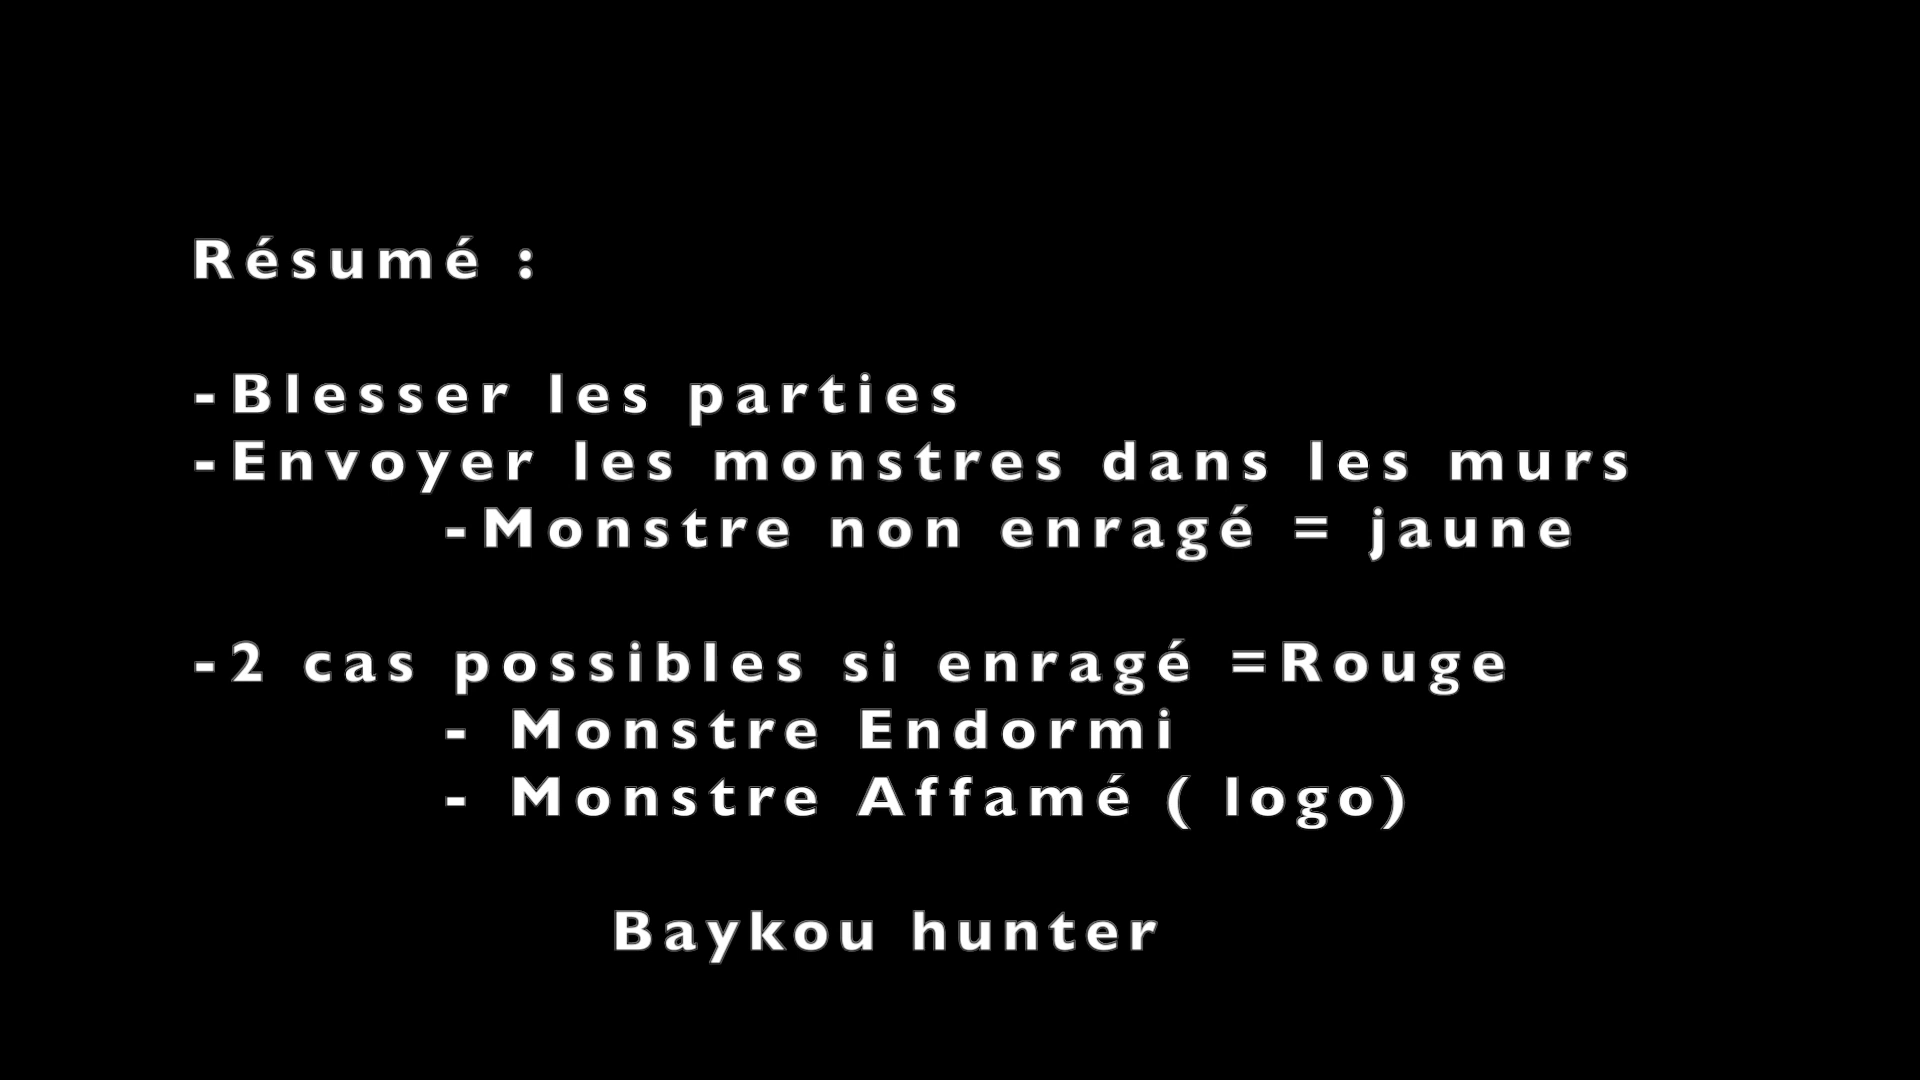 Résumé :
-Blesser les parties
-Envoyer les monstres dans les murs
-Monstre non enragé = jaune
-2 cas possibles si enragé =Rouge
- Monstre Endormi
- Monstre Affamé ( logo)
Baykou hunter